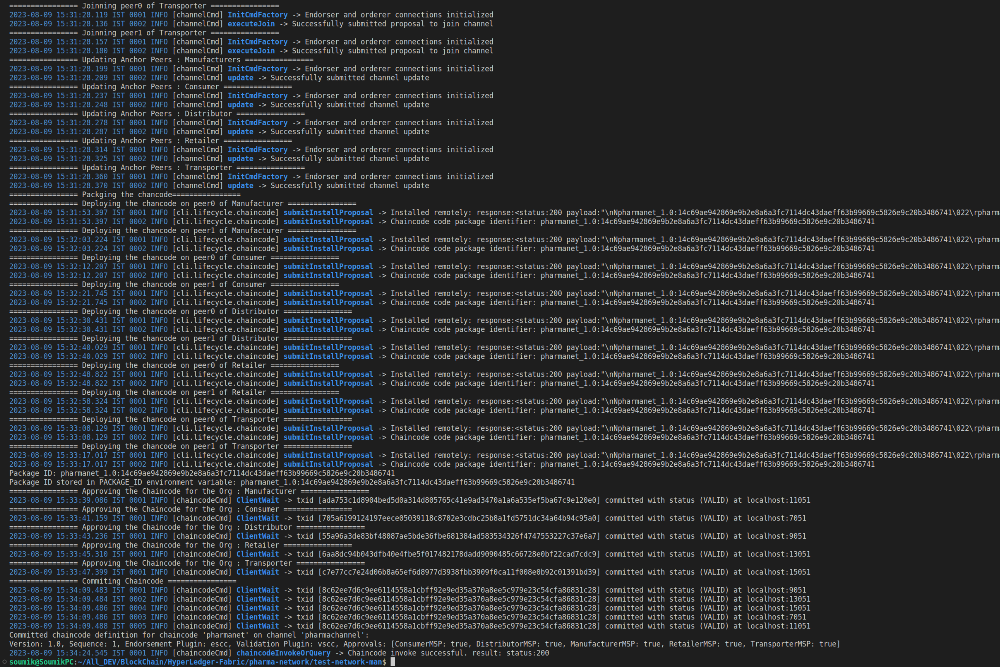 ================ Joinning peer0 of Transporter ================
2023-08-09 15:31:28.119 IST 0001 INFO [channelCmd] InitCmdFactory -> Endorser and orderer connections initialized
2023-08-09 15:31:28.136 IST 0002 INFO [channelCmd] executeJoin -> Successfully submitted proposal to join channel
================ Joinning peer1 of Transporter ================
2023-08-09 15:31:28.157 IST 0001 INFO [channelCmd] InitCmdFactory -> Endorser and orderer connections initialized
2023-08-09 15:31:28.180 IST 0002 INFO [channelCmd] executeJoin -> Successfully submitted proposal to join channel
================ Updating Anchor Peers : Manufacturers ================
2023-08-09 15:31:28.199 IST 0001 INFO [channelCmd] InitCmdFactory -> Endorser and orderer connections initialized
2023-08-09 15:31:28.209 IST 0002 INFO [channelCmd] update -> Successfully submitted channel update
================ Updating Anchor Peers : Consumer ================
2023-08-09 15:31:28.237 IST 0001 INFO [channelCmd] InitCmdFactory -> Endorser and orderer connections initialized
2023-08-09 15:31:28.248 IST 0002 INFO [channelCmd] update -> Successfully submitted channel update
================ Updating Anchor Peers : Distributor ================
2023-08-09 15:31:28.278 IST 0001 INFO [channelCmd] InitCmdFactory -> Endorser and orderer connections initialized
2023-08-09 15:31:28.287 IST 0002 INFO [channelCmd] update -> Successfully submitted channel update
================ Updating Anchor Peers : Retailer ================
2023-08-09 15:31:28.314 IST 0001 INFO [channelCmd] InitCmdFactory -> Endorser and orderer connections initialized
2023-08-09 15:31:28.325 IST 0002 INFO [channelCmd] update -> Successfully submitted channel update
================ Updating Anchor Peers : Transporter ================
2023-08-09 15:31:28.360 IST 0001 INFO [channelCmd] InitCmdFactory -> Endorser and orderer connections initialized
2023-08-09 15:31:28.370 IST 0002 INFO [channelCmd] update -> Successfully submitted channel update
================ Packging the chancode================
================ Deploying the chancode on peer0 of Manufacturer ================
2023-08-09 15:31:53.397 IST 0001 INFO [cli.lifecycle.chaincode] submitInstallProposal -> Installed remotely: response:<status:200 payload:"\nNpharmanet_1.0:14c69ae942869e9b2e8a6a3fc7114dc43daeff63b99669c5826e9c20b3486741\022\rpharma
2023-08-09 15:31:53.397 IST 0002 INFO [cli.lifecycle.chaincode] submitInstallProposal -> Chaincode code package identifier: pharmanet_1.0:14c69ae942869e9b2e8a6a3fc7114dc43daeff63b99669c5826e9c20b3486741
================ Deploying the chancode on peer1 of Manufacturer ================
2023-08-09 15:32:03.224 IST 0001 INFO [cli.lifecycle.chaincode] submitInstallProposal -> Installed remotely: response:<status:200 payload:"\nNpharmanet_1.0:14c69ae942869e9b2e8a6a3fc7114dc43daeff63b99669c5826e9c20b3486741\022\rpharma
2023-08-09 15:32:03.224 IST 0002 INFO [cli.lifecycle.chaincode] submitInstallProposal -> Chaincode code package identifier: pharmanet_1.0:14c69ae942869e9b2e8a6a3fc7114dc43daeff63b99669c5826e9c20b3486741
================ Deploying the chancode on peer0 of Consumer ================
2023-08-09 15:32:12.207 IST 0001 INFO [cli.lifecycle.chaincode] submitInstallProposal -> Installed remotely: response:<status:200 payload:"\nNpharmanet_1.0:14c69ae942869e9b2e8a6a3fc7114dc43daeff63b99669c5826e9c20b3486741\022\rpharma
2023-08-09 15:32:12.207 IST 0002 INFO [cli.lifecycle.chaincode] submitInstallProposal -> Chaincode code package identifier: pharmanet_1.0:14c69ae942869e9b2e8a6a3fc7114dc43daeff63b99669c5826e9c20b3486741
================ Deploying the chancode on peer1 of Consumer ================
2023-08-09 15:32:21.745 IST 0001 INFO [cli.lifecycle.chaincode] submitInstallProposal -> Installed remotely: response:<status:200 payload:"\nNpharmanet_1.0:14c69ae942869e9b2e8a6a3fc7114dc43daeff63b99669c5826e9c20b3486741\022\rpharma
2023-08-09 15:32:21.745 IST 0002 INFO [cli.lifecycle.chaincode] submitInstallProposal -> Chaincode code package identifier: pharmanet_1.0:14c69ae942869e9b2e8a6a3fc7114dc43daeff63b99669c5826e9c20b3486741
================ Deploying the chancode on peer0 of Distributor ================
2023-08-09 15:32:30.431 IST 0001 INFO [cli.lifecycle.chaincode] submitInstallProposal -> Installed remotely: response:<status:200 payload:"\nNpharmanet_1.0:14c69ae942869e9b2e8a6a3fc7114dc43daeff63b99669c5826e9c20b3486741\022\rpharma
2023-08-09 15:32:30.431 IST 0002 INFO [cli.lifecycle.chaincode] submitInstallProposal -> Chaincode code package identifier: pharmanet_1.0:14c69ae942869e9b2e8a6a3fc7114dc43daeff63b99669c5826e9c20b3486741
================ Deploying the chancode on peer1 of Distributor ================
2023-08-09 15:32:40.029 IST 0001 INFO [cli.lifecycle.chaincode] submitInstallProposal -> Installed remotely: response:<status:200 payload:"\nNpharmanet_1.0:14c69ae942869e9b2e8a6a3fc7114dc43daeff63b99669c5826e9c20b3486741\022\rpharma
2023-08-09 15:32:40.029 IST 0002 INFO [cli.lifecycle.chaincode] submitInstallProposal -> Chaincode code package identifier: pharmanet_1.0:14c69ae942869e9b2e8a6a3fc7114dc43daeff63b99669c5826e9c20b3486741
================ Deploying the chancode on peer0 of Retailer ================
2023-08-09 15:32:48.822 IST 0001 INFO [cli.lifecycle.chaincode] submitInstallProposal -> Installed remotely: response:<status:200 payload:"\nNpharmanet_1.0:14c69ae942869e9b2e8a6a3fc7114dc43daeff63b99669c5826e9c20b3486741\022\rpharma
2023-08-09 15:32:48.822 IST 0002 INFO [cli.lifecycle.chaincode] submitInstallProposal -> Chaincode code package identifier: pharmanet_1.0:14c69ae942869e9b2e8a6a3fc7114dc43daeff63b99669c5826e9c20b3486741
================ Deploying the chancode on peer1 of Retailer ================
2023-08-09 15:32:58.324 IST 0001 INFO [cli.lifecycle.chaincode] submitInstallProposal -> Installed remotely: response:<status:200 payload:"\nNpharmanet_1.0:14c69ae942869e9b2e8a6a3fc7114dc43daeff63b99669c5826e9c20b3486741\022\rpharma
2023-08-09 15:32:58.324 IST 0002 INFO [cli.lifecycle.chaincode] submitInstallProposal -> Chaincode code package identifier: pharmanet_1.0:14c69ae942869e9b2e8a6a3fc7114dc43daeff63b99669c5826e9c20b3486741
================ Deploying the chancode on peer0 of Transporter ================
2023-08-09 15:33:08.129 IST 0001 INFO [cli.lifecycle.chaincode] submitInstallProposal -> Installed remotely: response:<status:200 payload:"\nNpharmanet_1.0:14c69ae942869e9b2e8a6a3fc7114dc43daeff63b99669c5826e9c20b3486741\022\rpharma
2023-08-09 15:33:08.129 IST 0002 INFO [cli.lifecycle.chaincode] submitInstallProposal -> Chaincode code package identifier: pharmanet_1.0:14c69ae942869e9b2e8a6a3fc7114dc43daeff63b99669c5826e9c20b3486741
================ Deploying the chancode on peer1 of Transporter ================
2023-08-09 15:33:17.017 IST 0001 INFO [cli.lifecycle.chaincode] submitInstallProposal -> Installed remotely: response:<status:200 payload:"\nNpharmanet_1.0:14c69ae942869e9b2e8a6a3fc7114dc43daeff63b99669c5826e9c20b3486741\022\rpharma
2023-08-09 15:33:17.017 IST 0002 INFO [cli.lifecycle.chaincode] submitInstallProposal -> Chaincode code package identifier: pharmanet_1.0:14c69ae942869e9b2e8a6a3fc7114dc43daeff63b99669c5826e9c20b3486741
Package ID: pharmanet_1.0:14c69ae942869e9b2e8a6a3fc7114dc43daeff63b99669c5826e9c20b3486741
Package ID stored in PACKAGE_ID environment variable: pharmanet_1.0:14c69ae942869e9b2e8a6a3fc7114dc43daeff63b99669c5826e9c20b3486741
================ Approving the Chaincode for the Org : Manufacturer ================
2023-08-09 15:33:39.086 IST 0001 INFO [chaincodeCmd] ClientWait -> txid [ada753c1d8904bed5d0a314d805765c41e9ad3470a1a6a535ef5ba67c9e120e0] committed with status (VALID) at localhost:11051
================ Approving the Chaincode for the Org : Consumer ================
2023-08-09 15:33:41.159 IST 0001 INFO [chaincodeCmd] ClientWait -> txid [705a6199124197eece05039118c8702e3cdbc25b8a1fd5751dc34a64b94c95a0] committed with status (VALID) at localhost:7051
================ Approving the Chaincode for the Org : Distributor ================
2023-08-09 15:33:43.236 IST 0001 INFO [chaincodeCmd] ClientWait -> txid [55a96a3de83bf48087ae5bde36fbe681384ad583534326f4747553227c37e6a7] committed with status (VALID) at localhost:9051
================ Approving the Chaincode for the Org : Retailer ================
2023-08-09 15:33:45.310 IST 0001 INFO [chaincodeCmd] ClientWait -> txid [6aa8dc94b043dfb40e4fbe5f017482178dadd9090485c66728e0bf22cad7cdc9] committed with status (VALID) at localhost:13051
================ Approving the Chaincode for the Org : Transporter ================
2023-08-09 15:33:47.399 IST 0001 INFO [chaincodeCmd] ClientWait -> txid [c7e77cc7e24d06b8a65ef6d8977d3938fbb3909f0ca11f008e0b92c01391bd39] committed with status (VALID) at localhost:15051
================ Commiting Chaincode ================
2023-08-09 15:34:09.483 IST 0001 INFO [chaincodeCmd] ClientWait -> txid [8c62ee7d6c9ee6114558a1cbff92e9ed35a370a8ee5c979e23c54cfa86831c28] committed with status (VALID) at localhost:9051
2023-08-09 15:34:09.484 IST 0002 INFO [chaincodeCmd] ClientWait -> txid [8c62ee7d6c9ee6114558a1cbff92e9ed35a370a8ee5c979e23c54cfa86831c28] committed with status (VALID) at localhost:13051
2023-08-09 15:34:09.486 IST 0004 INFO [chaincodeCmd] ClientWait -> txid [8c62ee7d6c9ee6114558a1cbff92e9ed35a370a8ee5c979e23c54cfa86831c28] committed with status (VALID) at localhost:15051
2023-08-09 15:34:09.486 IST 0003 INFO [chaincodeCmd] ClientWait -> txid [8c62ee7d6c9ee6114558a1cbff92e9ed35a370a8ee5c979e23c54cfa86831c28] committed with status (VALID) at localhost:7051
2023-08-09 15:34:09.488 IST 0005 INFO [chaincodeCmd] ClientWait -> txid [8c62ee7d6c9ee6114558a1cbff92e9ed35a370a8ee5c979e23c54cfa86831c28] committed with status (VALID) at localhost:11051
Committed chaincode definition for chaincode 'pharmanet' on channel 'pharmachannel':
Version: 1.0, Sequence: 1, Endorsement Plugin: escc, Validation Plugin: vscc, Approvals: [ConsumerMSP: true, DistributorMSP: true, ManufacturerMSP: true, RetailerMSP: true, TransporterMSP: true]
2023-08-09 15:34:24.545 IST 0001 INFO [chaincodeCmd] chaincodeInvokeOrQuery -> Chaincode invoke successful. result: status:200
soumik@SoumikPC:~/All_DEV/BlockChain/HyperLedger-Fabric/pharma-network/test-network-man$